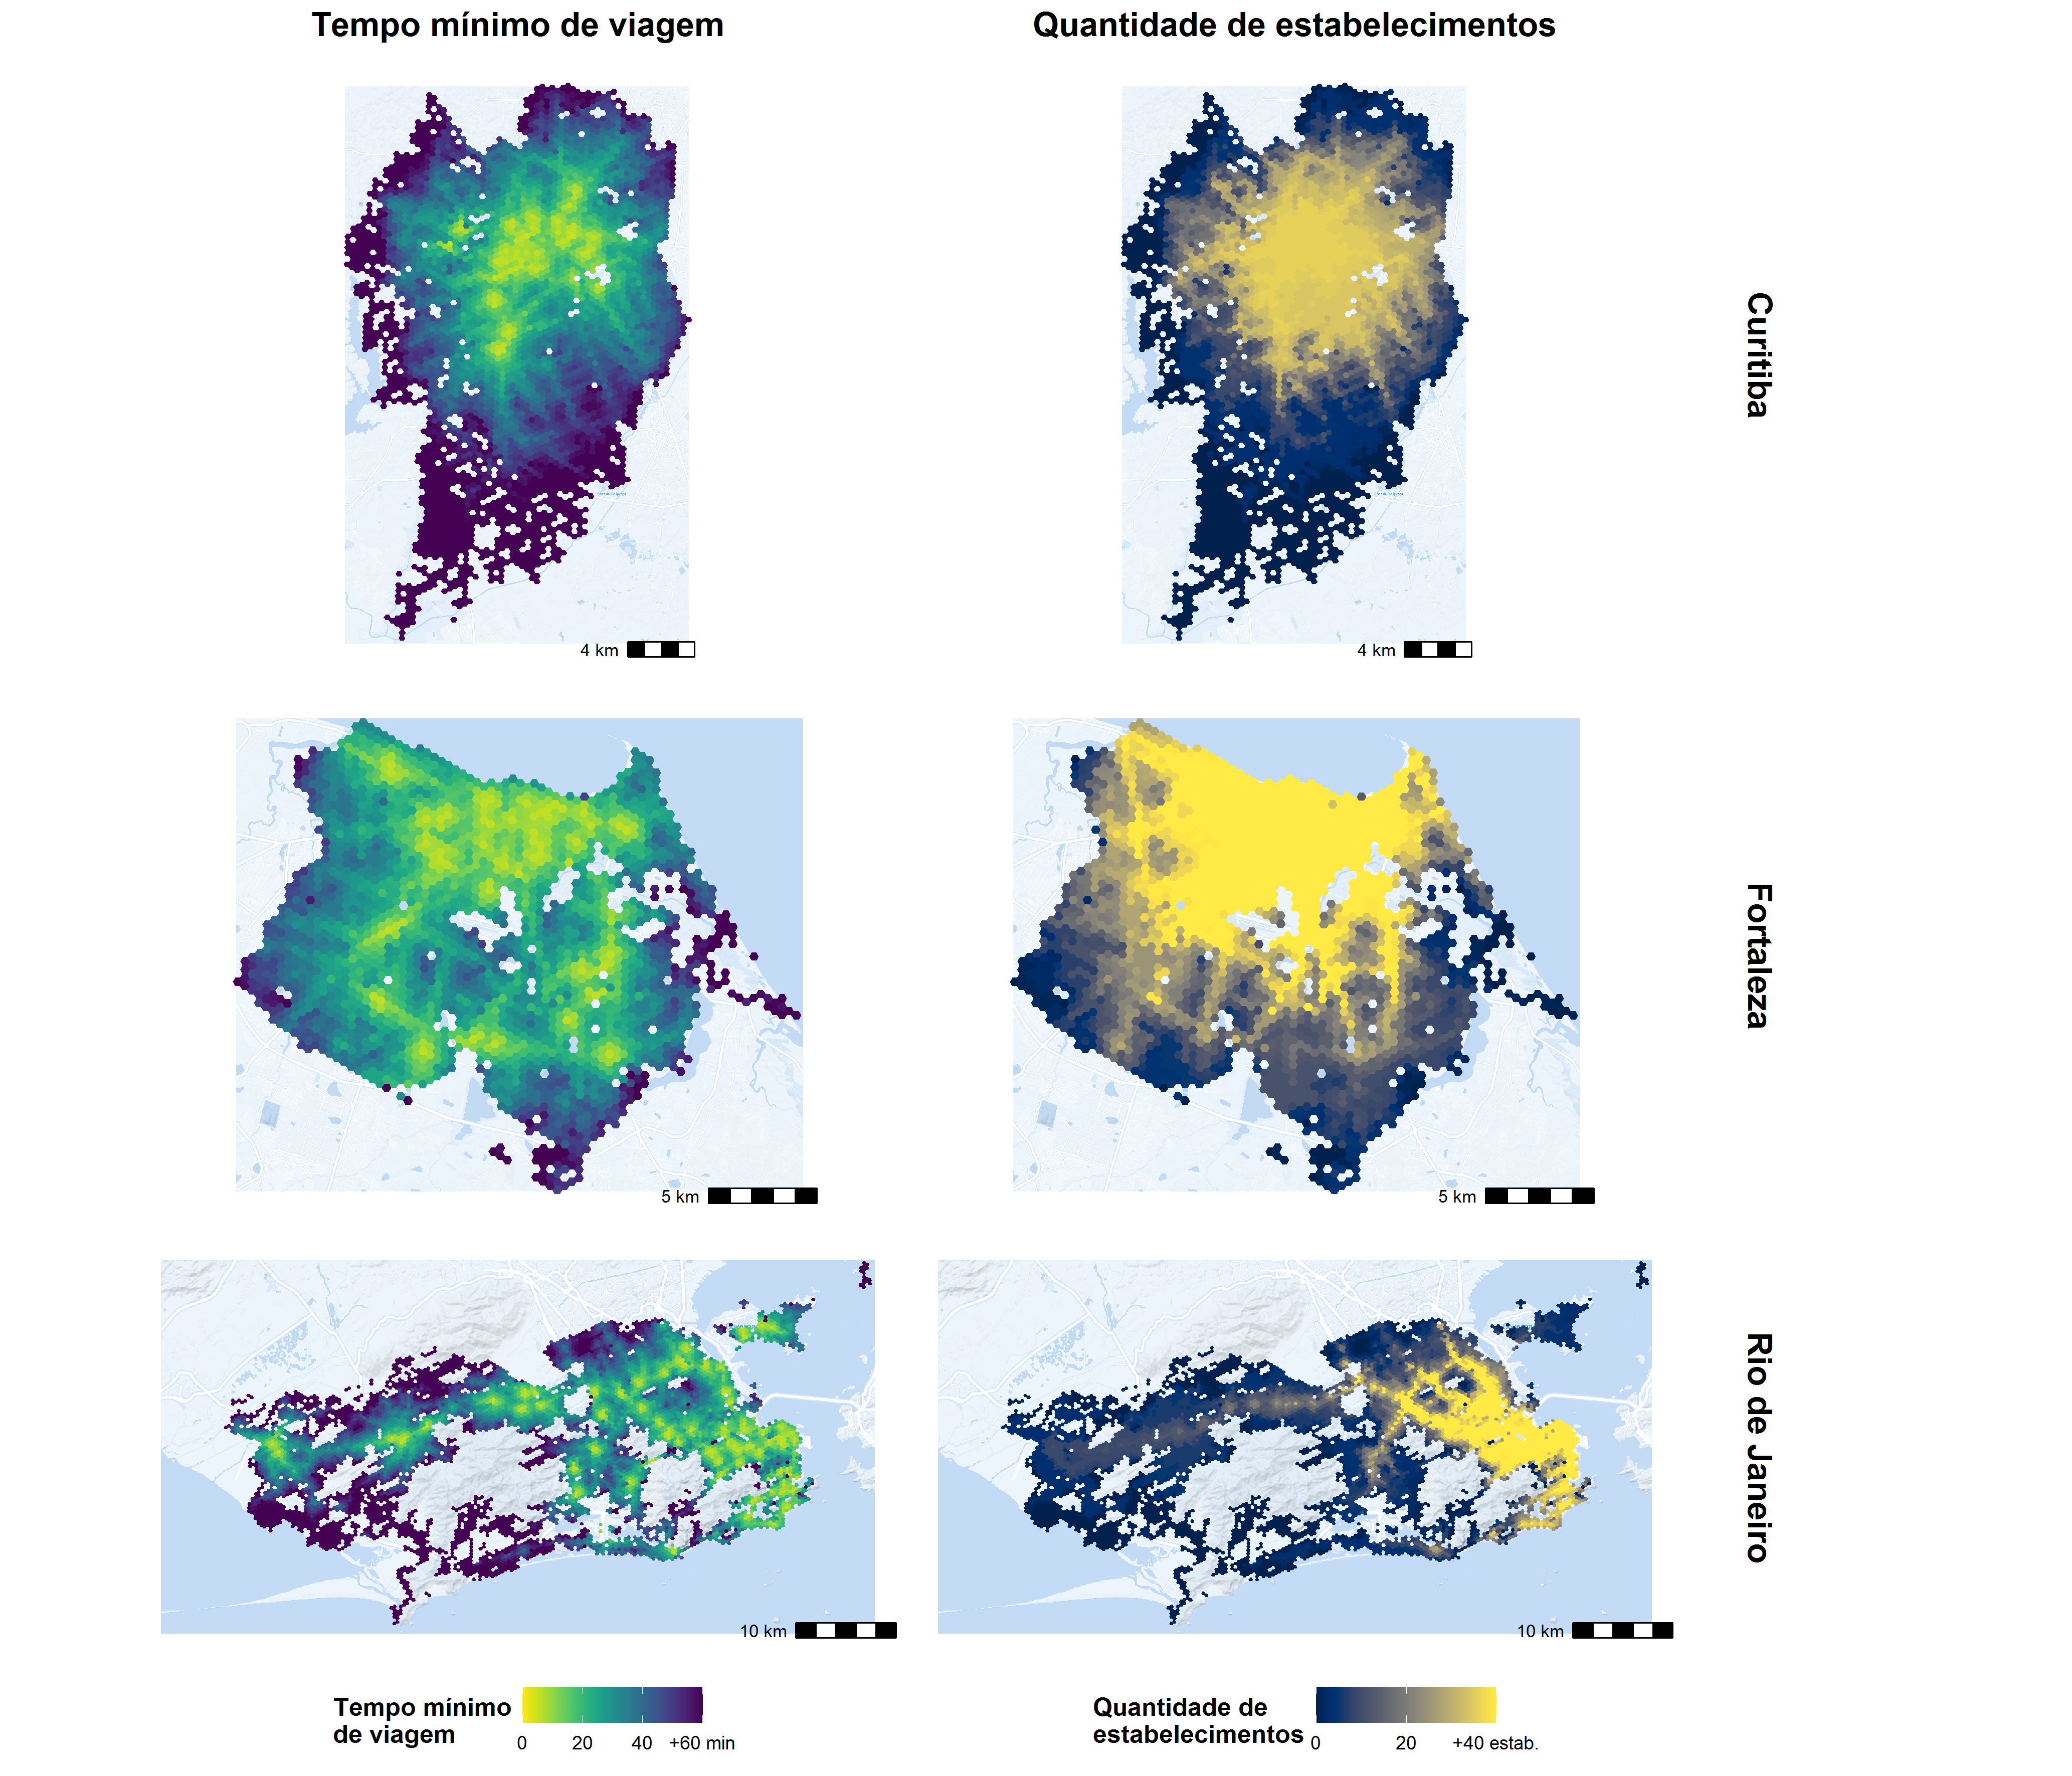 Tempo mínimo de viagem
Quantidade de estabelecimentos
Curitiba
4 km
4 km
Fortaleza
5 km
5 km
Rio de Janeiro
10 km
10 km
Tempo mínimo
de viagem
0 20 40 +60 min
Quantidade de
estabelecimentos
0 20 +40 estab.